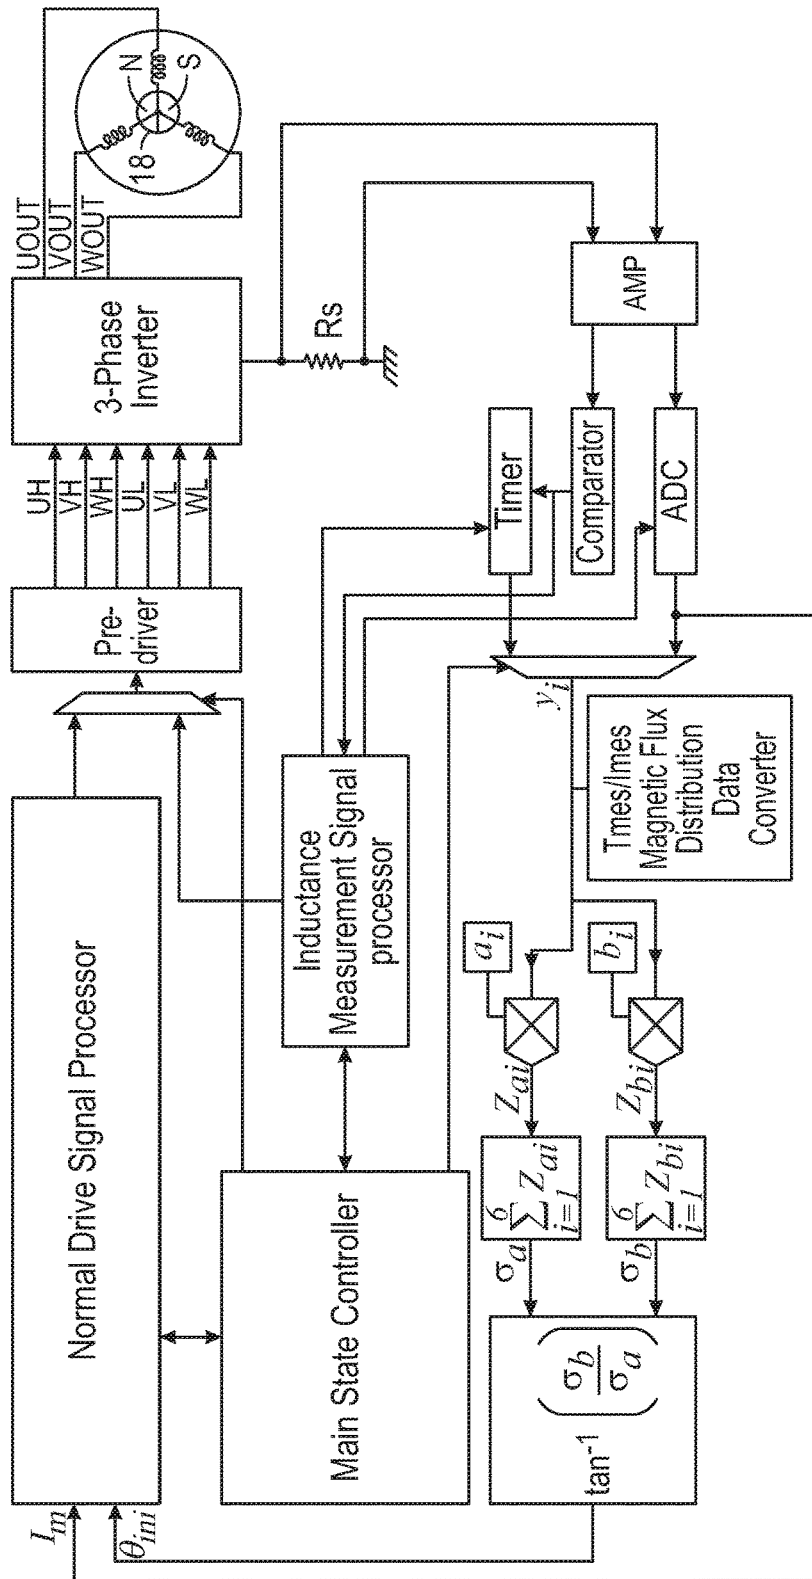 I_m
θ_ini
Normal Drive Signal Processor
Pre-
driver
UH
VH
WH
UL
VL
WL
3-Phase
Inverter
UOUT
VOUT
WOUT
18
N
S
Main State Controller
Inductance
Measurement Signal
processor
Rs
Timer
Comparator
ADC
AMP
y_i
Tmes/Imes
Magnetic Flux
Distribution
Data
Converter
a_i
b_i
Z_ai
Z_bi
6
∑ Z_ai
i=1
6
∑ Z_bi
i=1
σ_a
σ_b
tan⁻¹ (σ_b / σ_a)